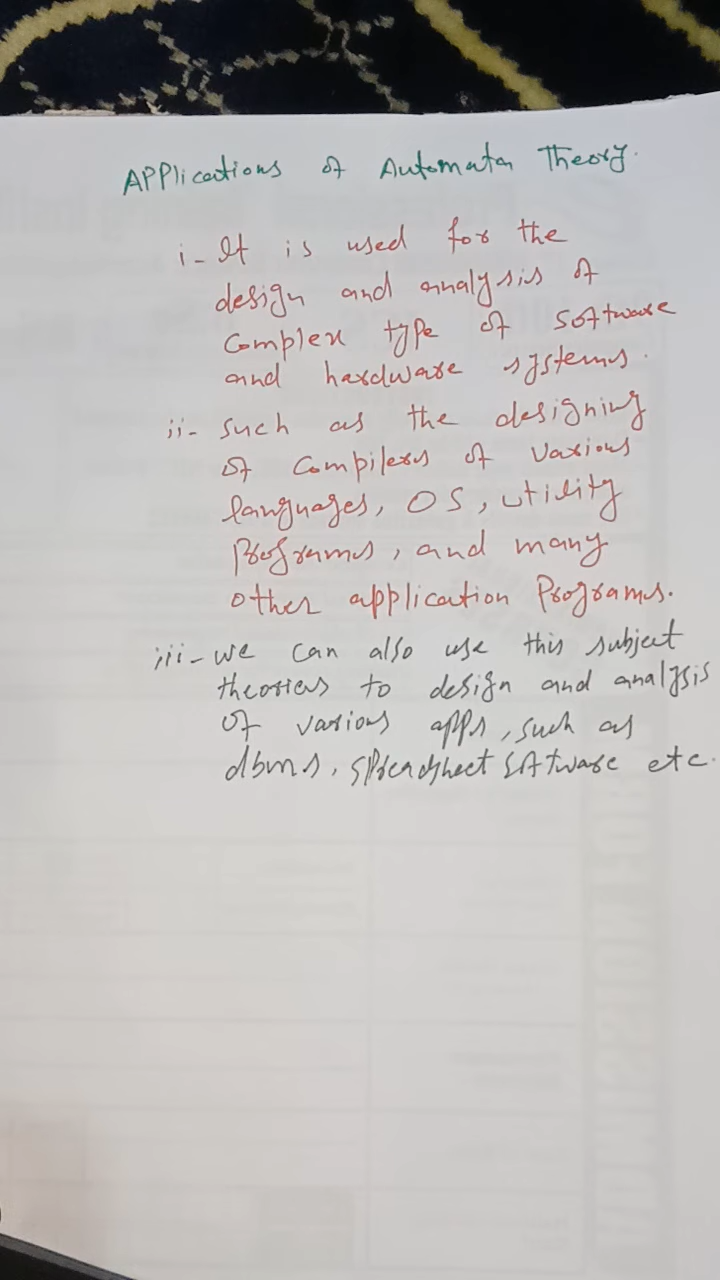 Applications of Automata Theory.
i- It is used for the
design and analysis of
complex type of software
and hardware systems.
ii- such as the designing
of compilers of various
languages, OS, utility
Programs, and many
other application Programs.
iii- we can also use this subject
theories to design and analysis
of various apps, such as
dbms, spreadsheet software etc.